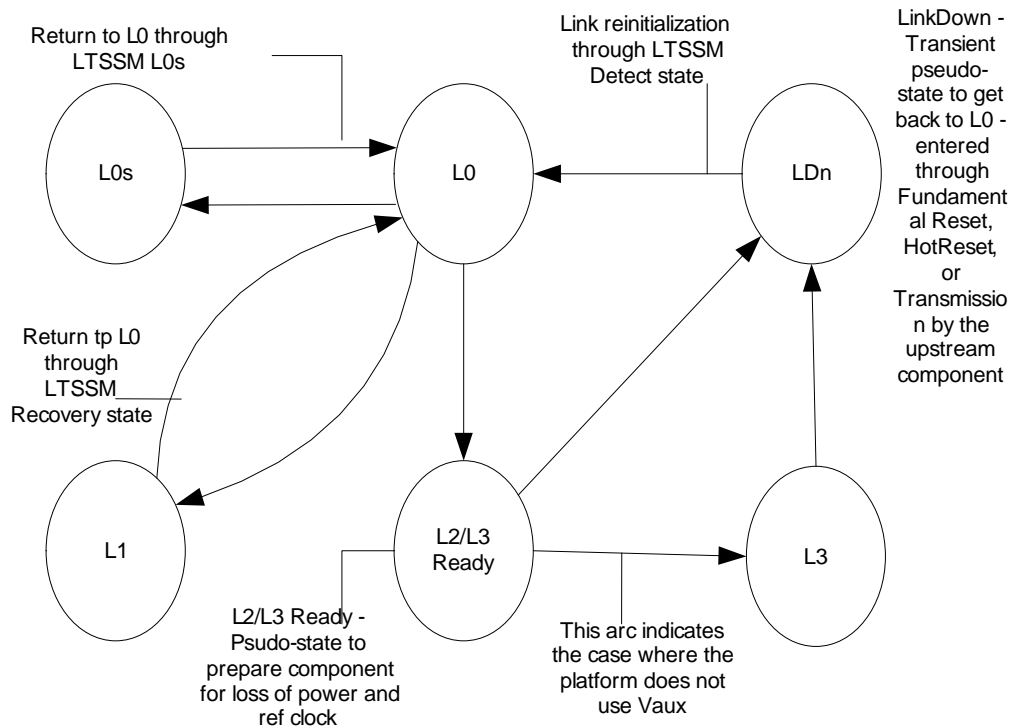 Return to L0 through
LTSSM L0s
Link reinitialization
through LTSSM
Detect state
LinkDown -
Transient
pseudo-
state to get
back to L0 -
entered
through
Fundament
al Reset,
HotReset,
or
Transmissio
n by the
upstream
component
L0s
L0
LDn
Return tp L0
through
LTSSM
Recovery state
L1
L2/L3
Ready
L3
L2/L3 Ready -
Psudo-state to
prepare component
for loss of power and
ref clock
This arc indicates
the case where the
platform does not
use Vaux